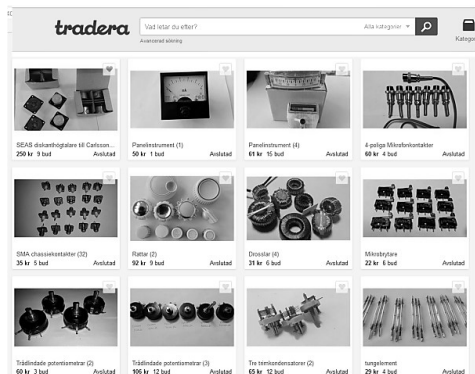 tradera
Vad letar du efter?
Alla kategorier
Avancerad sökning
Kategor
SEAS diskanthögtalare till Carlsson...
250 kr 9 bud Avslutad
Panelinstrument (1)
50 kr 1 bud Avslutad
Panelinstrument (4)
61 kr 15 bud Avslutad
4-poliga Mikrofonkontakter
60 kr 4 bud Avslutad
SMA chassiekontakter (32)
35 kr 5 bud Avslutad
Rattar (2)
92 kr 9 bud Avslutad
Drosslar (4)
31 kr 6 bud Avslutad
Mikrobrytare
22 kr 6 bud Avslutad
Trådlindade potentiometrar (2)
60 kr 3 bud Avslutad
Trådlindade potentiometrar (3)
106 kr 12 bud Avslutad
Tre trimkondensatorer (2)
65 kr 12 bud Avslutad
tungelement
29 kr 4 bud Avslutad